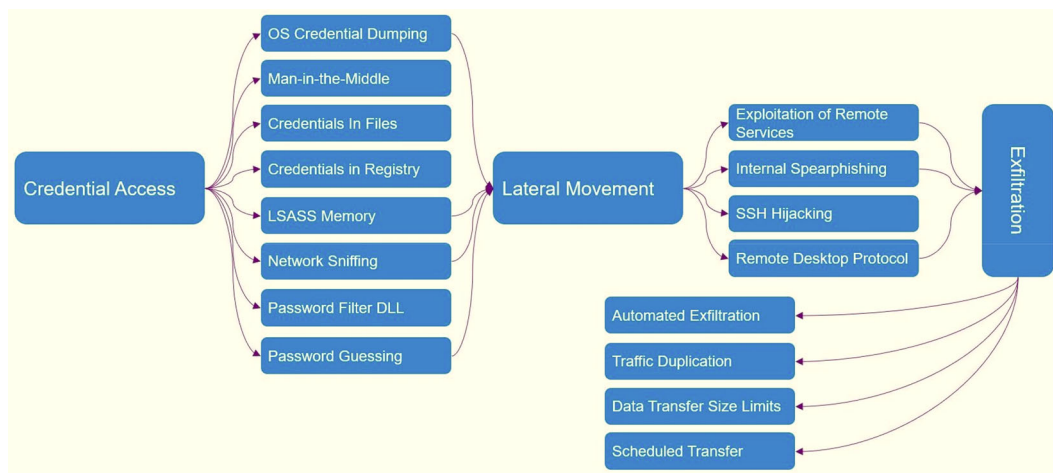 Credential Access
OS Credential Dumping
Man-in-the-Middle
Credentials In Files
Credentials in Registry
LSASS Memory
Network Sniffing
Password Filter DLL
Password Guessing
Lateral Movement
Exploitation of Remote
Services
Internal Spearphishing
SSH Hijacking
Remote Desktop Protocol
Exfiltration
Automated Exfiltration
Traffic Duplication
Data Transfer Size Limits
Scheduled Transfer